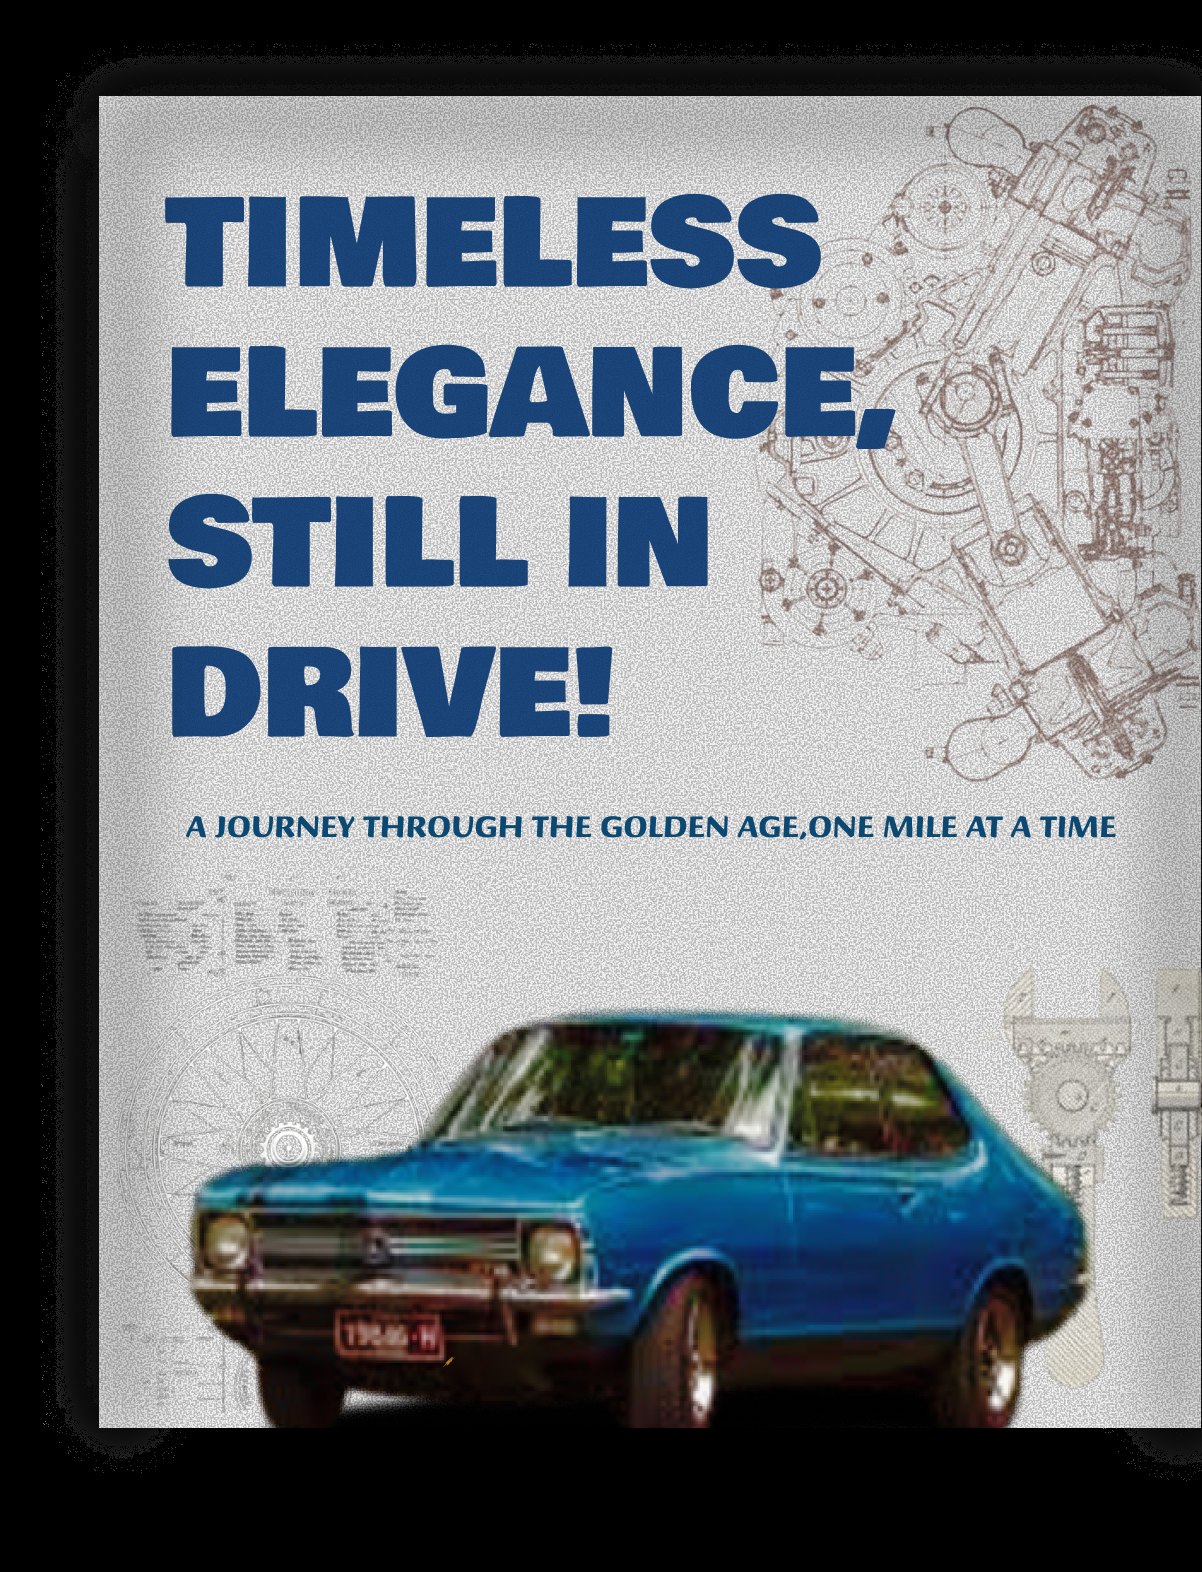 TIMELESS
ELEGANCE,
STILL IN
DRIVE!
A JOURNEY THROUGH THE GOLDEN AGE,ONE MILE AT A TIME